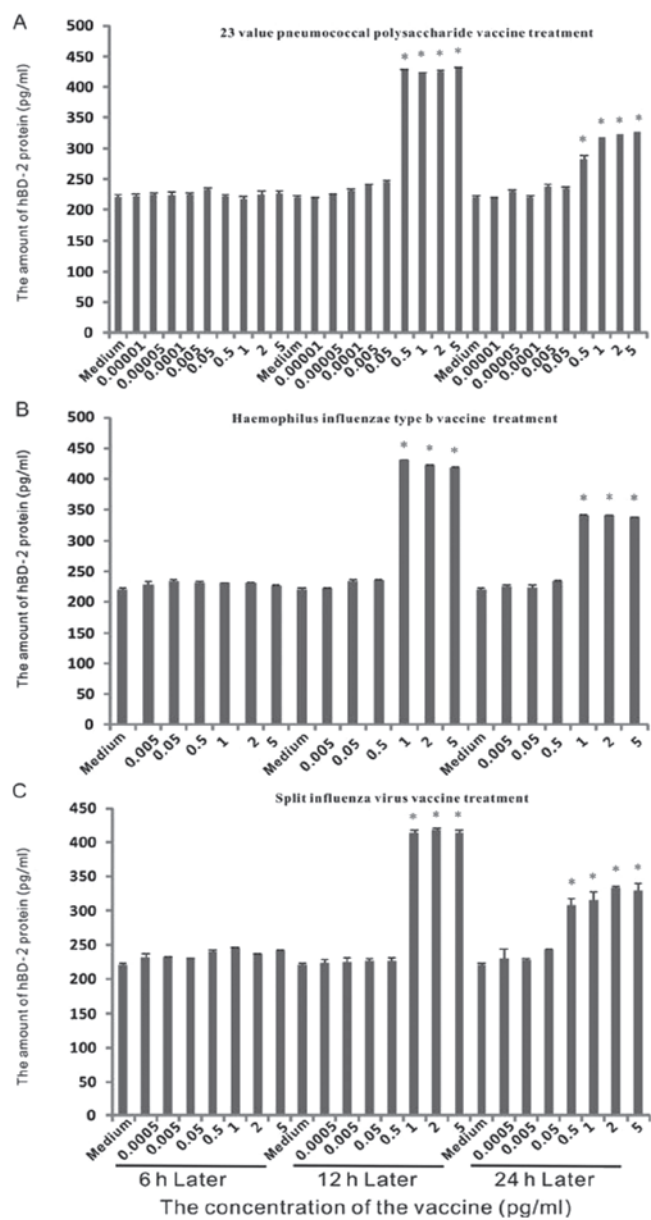 A
23 value paeumococcal polysaccharide vaccine treatment
The amount of hBD-2 protein (pg/ml)
500
450
400
350
300
250
200
150
100
50
0
* * * *
* * * *
Medium 0.00001 0.00005 0.0001 0.005 0.05 0.5 1 2 5 Medium 0.00001 0.00005 0.0001 0.005 0.05 0.5 1 2 5 Medium 0.00001 0.00005 0.0001 0.005 0.05 0.5 1 2 5
B
Haemophilus influenzae type b vaccine treatment
The amount of hBD-2 protein (pg/ml)
500
450
400
350
300
250
200
150
100
50
0
* * *
* * *
Medium 0.005 0.05 0.5 1 2 5 Medium 0.005 0.05 0.5 1 2 5 Medium 0.005 0.05 0.5 1 2 5
C
Split influenza virus vaccine treatment
The amount of hBD-2 protein (pg/ml)
450
400
350
300
250
200
150
100
50
0
* * *
* * * *
Medium 0.0005 0.005 0.05 0.5 1 2 5 Medium 0.0005 0.005 0.05 0.5 1 2 5 Medium 0.0005 0.005 0.05 0.5 1 2 5
6 h Later 12 h Later 24 h Later
The concentration of the vaccine (pg/ml)